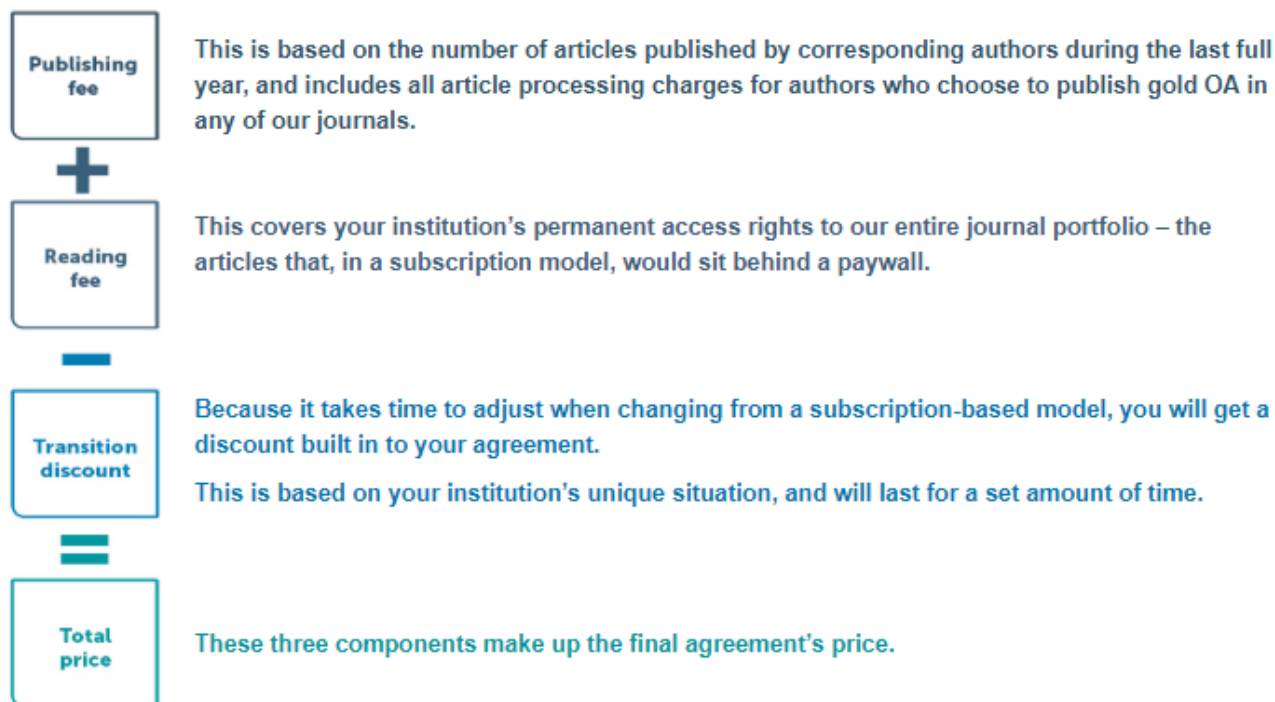 Publishing
fee
This is based on the number of articles published by corresponding authors during the last full
year, and includes all article processing charges for authors who choose to publish gold OA in
any of our journals.
+
Reading
fee
This covers your institution’s permanent access rights to our entire journal portfolio – the
articles that, in a subscription model, would sit behind a paywall.
−
Transition
discount
Because it takes time to adjust when changing from a subscription-based model, you will get a
discount built in to your agreement.
This is based on your institution’s unique situation, and will last for a set amount of time.
=
Total
price
These three components make up the final agreement’s price.